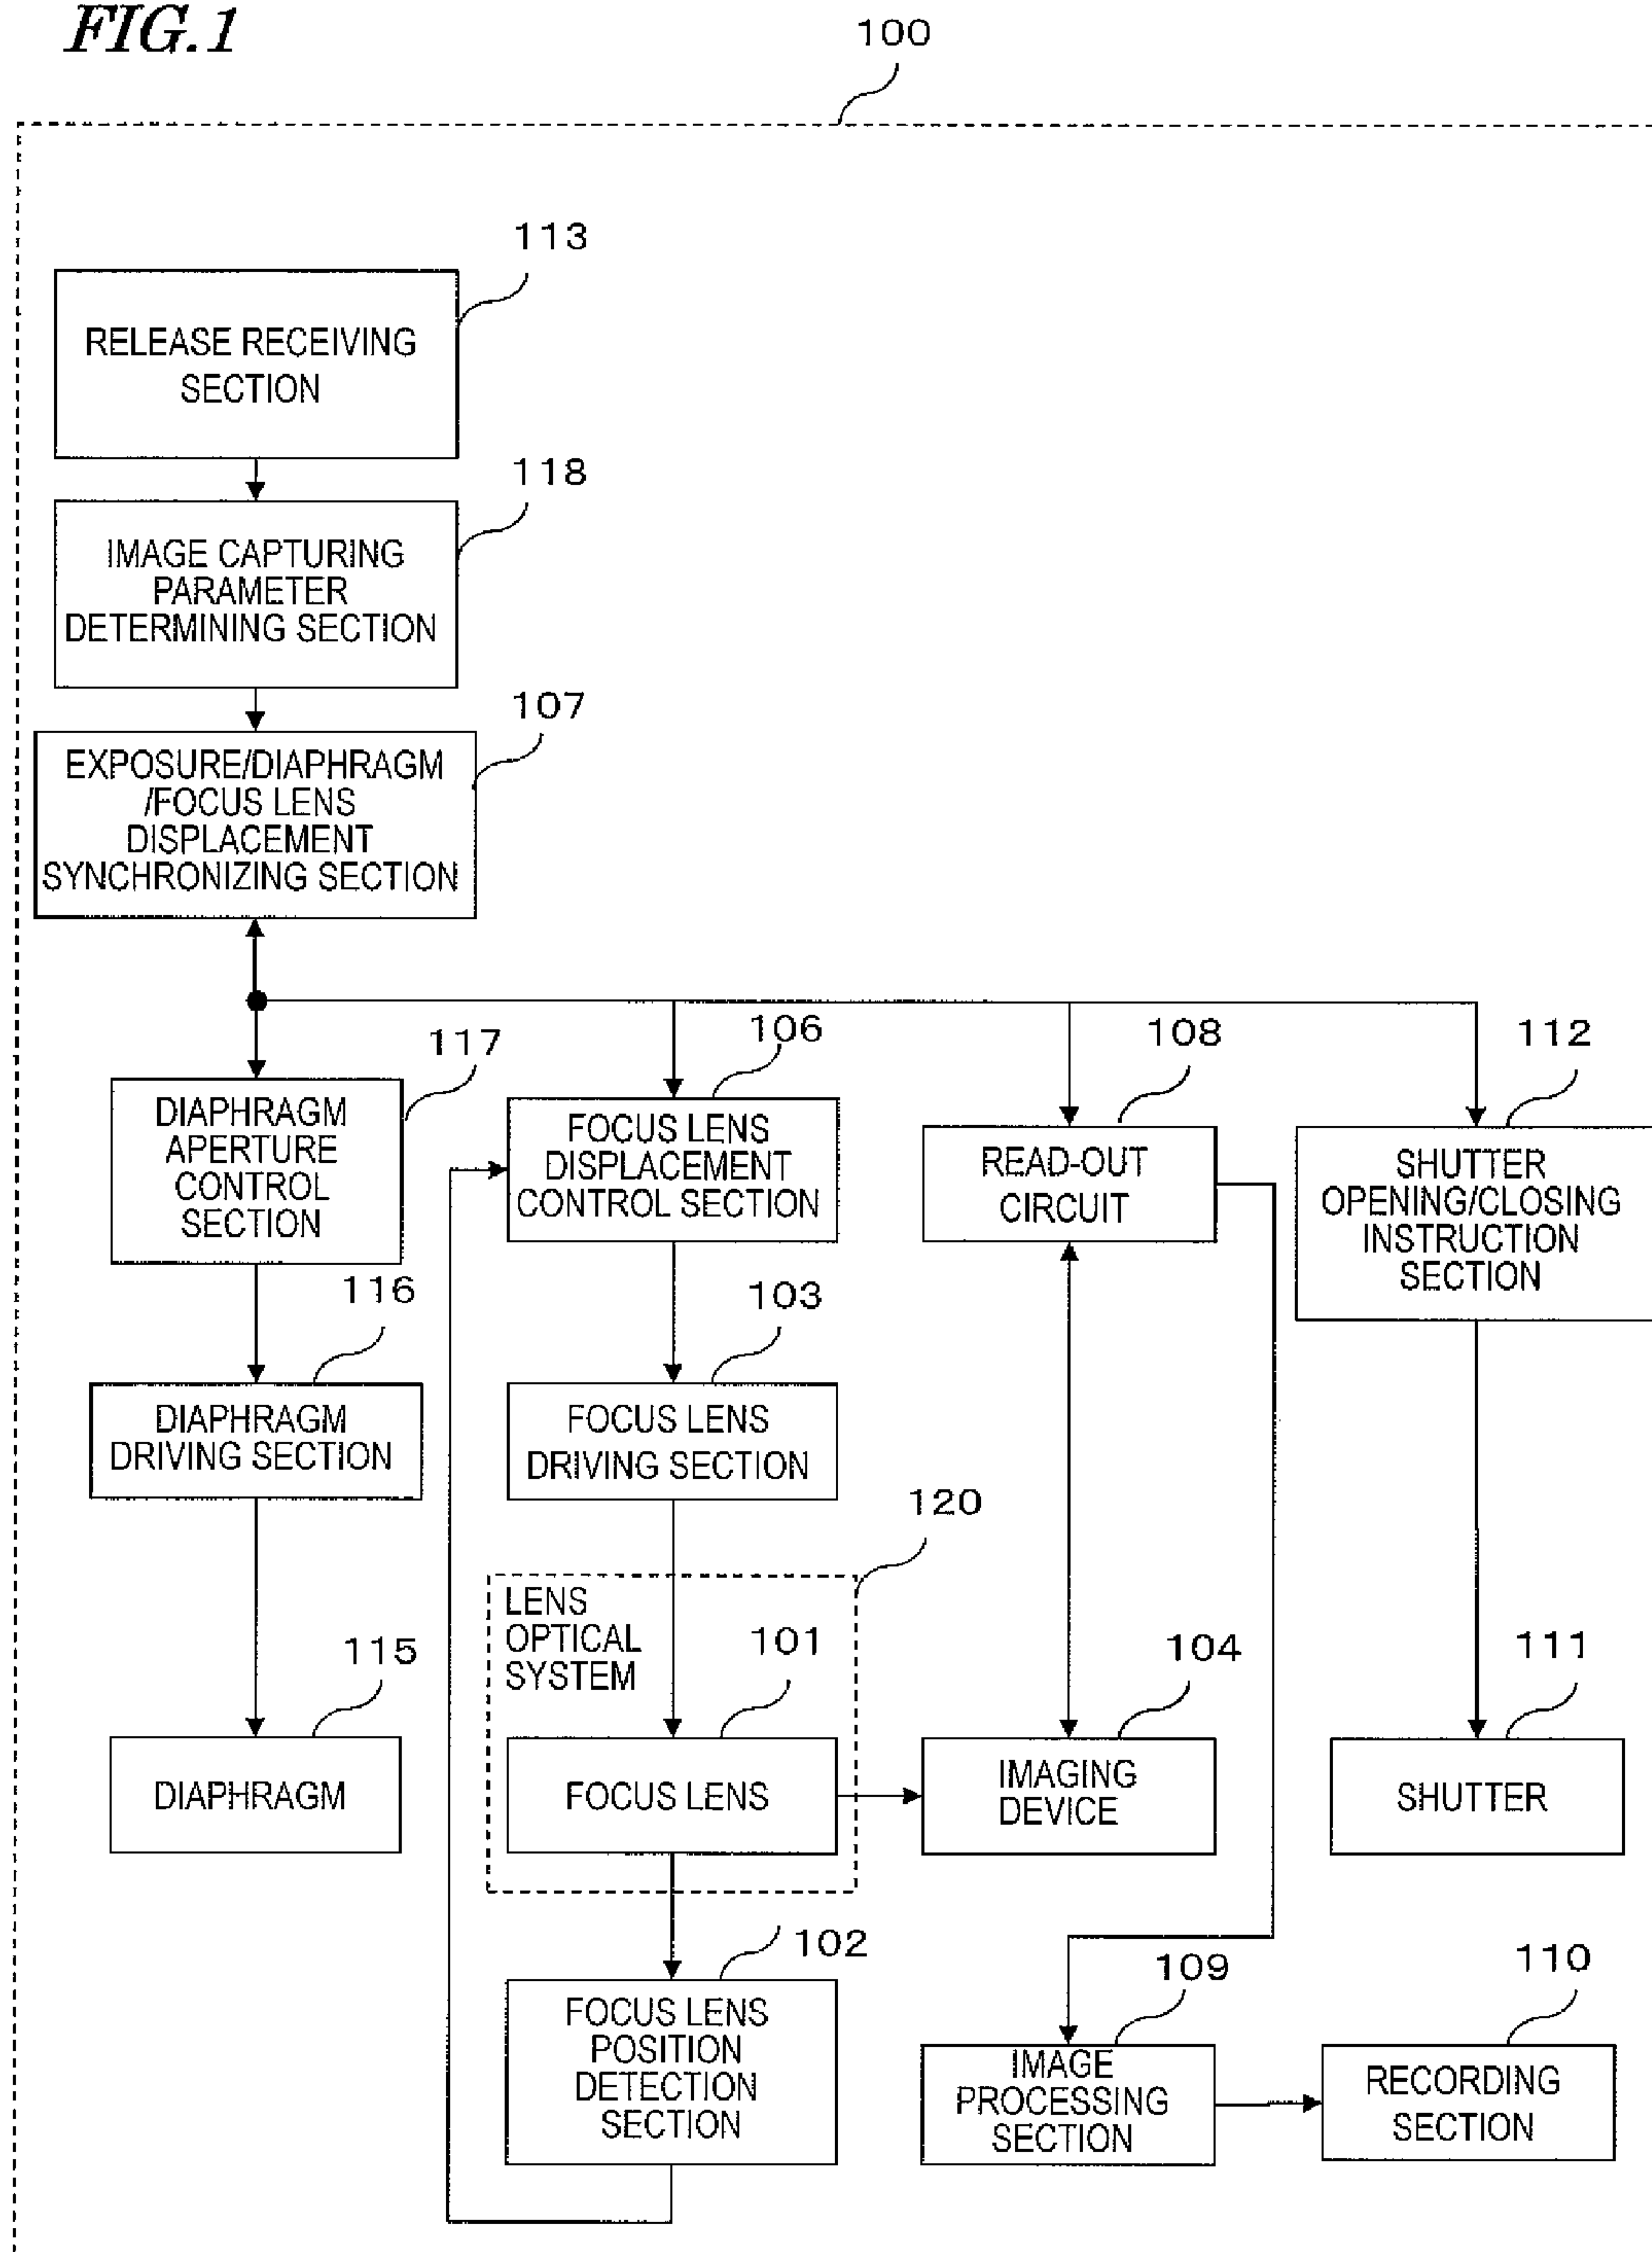 FIG.1
100
113
RELEASE RECEIVING
SECTION
118
IMAGE CAPTURING
PARAMETER
DETERMINING SECTION
107
EXPOSURE/DIAPHRAGM
/FOCUS LENS
DISPLACEMENT
SYNCHRONIZING SECTION
117
DIAPHRAGM
APERTURE
CONTROL
SECTION
106
FOCUS LENS
DISPLACEMENT
CONTROL SECTION
108
READ-OUT
CIRCUIT
112
SHUTTER
OPENING/CLOSING
INSTRUCTION
SECTION
116
DIAPHRAGM
DRIVING SECTION
103
FOCUS LENS
DRIVING SECTION
120
LENS
OPTICAL
SYSTEM
115
DIAPHRAGM
101
FOCUS LENS
104
IMAGING
DEVICE
111
SHUTTER
102
FOCUS LENS
POSITION
DETECTION
SECTION
109
IMAGE
PROCESSING
SECTION
110
RECORDING
SECTION